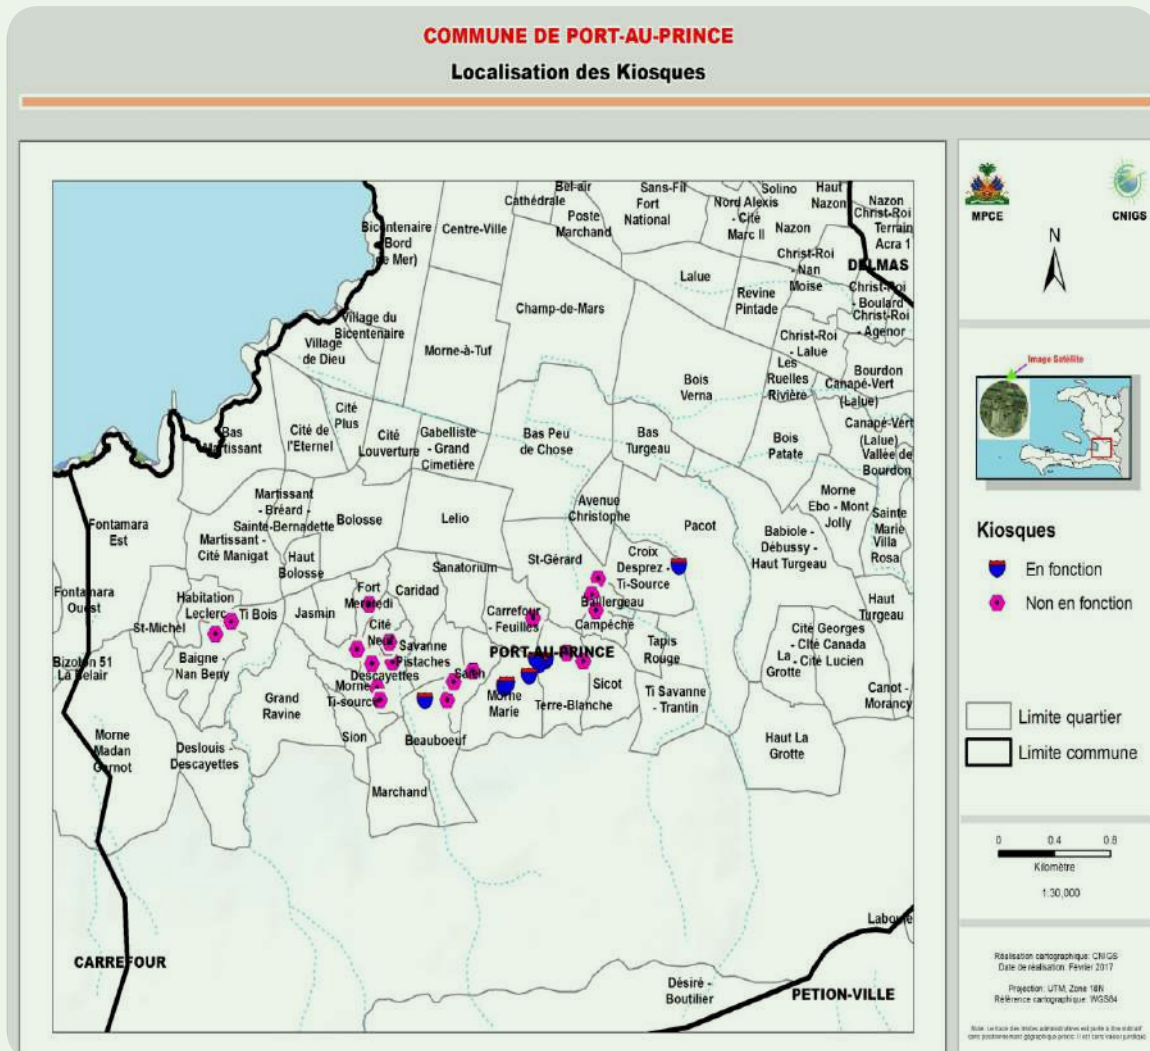 COMMUNE DE PORT-AU-PRINCE
Localisation des Kiosques
Bel-air
Cathédrale
Poste
Marchand
Sans-Fil
Fort
National
Solino
Nord Alexis
- Cité
Marc II
Haut
Nazon
Nazon
Nazon
Christ-Roi
Terrain
Acra 1
Bicentenaire
Bord
de Mer)
Centre-Ville
Christ-Roi
- Nan
Moise
DELMAS
Lalue
Revine
Pintade
Christ-Roi
- Boulard
Christ-Roi
- Agenor
Champ-de-Mars
Village du
Bicentenaire
Village
de Dieu
Morne-à-Tuf
Christ-Roi
- Lalue
Les
Ruelles
Rivière
Bourdon
Canapé-Vert
(Lalue)
Bois
Verna
Cité
Plus
Cité de
l'Eternel
Bas
Martissant
Cité
Louverture
Gabelliste
- Grand
Cimetière
Bas Peu
de Chose
Bas
Turgeau
Bois
Patate
Canapé-Vert
(Lalue)
Vallée de
Bourdon
Martissant
- Bréard -
Sainte-Bernadette
Martissant -
Cité Manigat
Bolosse
Lelio
Avenue
Christophe
Pacot
Morne
Ebo - Mont
Jolly
Sainte
Marie
Villa
Rosa
Fontamara
Est
Babiole -
Débussy -
Haut Turgeau
Haut
Bolosse
Sanatorium
St-Gérard
Croix
Desprez -
Ti-Source
Fontamara
Ouest
Habitation
Leclerc
Ti Bois
St-Michel
Jasmin
Fort
Mercredi
Caridad
Carrefour
- Feuilles
Baillergeau
Campêche
Haut
Turgeau
Cité
Neuf
Savanne
Pistaches
PORT-AU-PRINCE
Tapis
Rouge
Cité Georges
- Cité Canada
- Cité Lucien
La
Grotte
Bizoton 51
La Belair
Baigne -
Nan Beny
Descayettes
Saieh
Morne
Ti-source
Grand
Ravine
Morne
Marie
Terre-Blanche
Sicot
Ti Savanne
- Trantin
Canot -
Morancy
Morne
Madan
Gernot
Deslouis -
Descayettes
Sion
Beauboeuf
Haut La
Grotte
Marchand
CARREFOUR
Désiré -
Boutilier
PETION-VILLE
MPCE
CNIGS
N
Image Satéllite
Kiosques
En fonction
Non en fonction
Limite quartier
Limite commune
0 0.4 0.8
Kilomètre
1:30,000
Réalisation cartographique: CNIGS
Date de réalisation: Février 2017
Projection: UTM, Zone 18N
Référence cartographique: WGS84